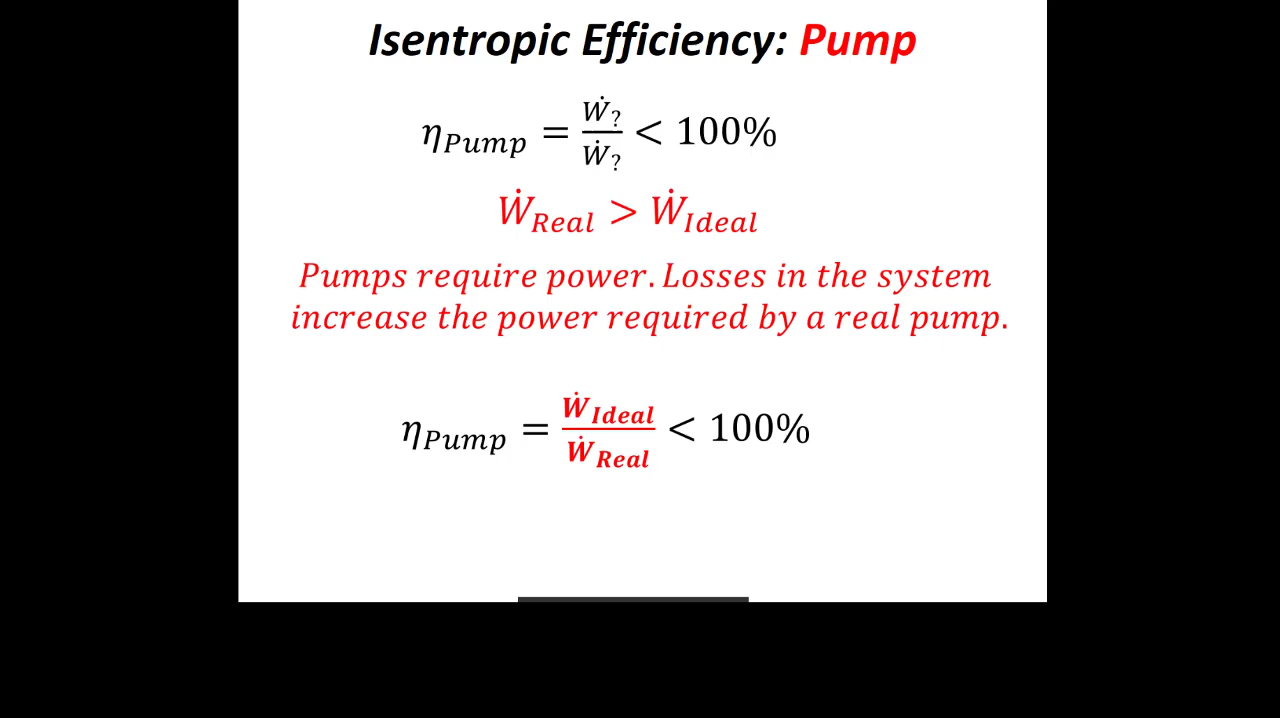 Isentropic Efficiency: Pump
η_Pump = Ẇ_? / Ẇ_? < 100%
Ẇ_Real > Ẇ_Ideal
Pumps require power. Losses in the system
increase the power required by a real pump.
η_Pump = Ẇ_Ideal / Ẇ_Real < 100%